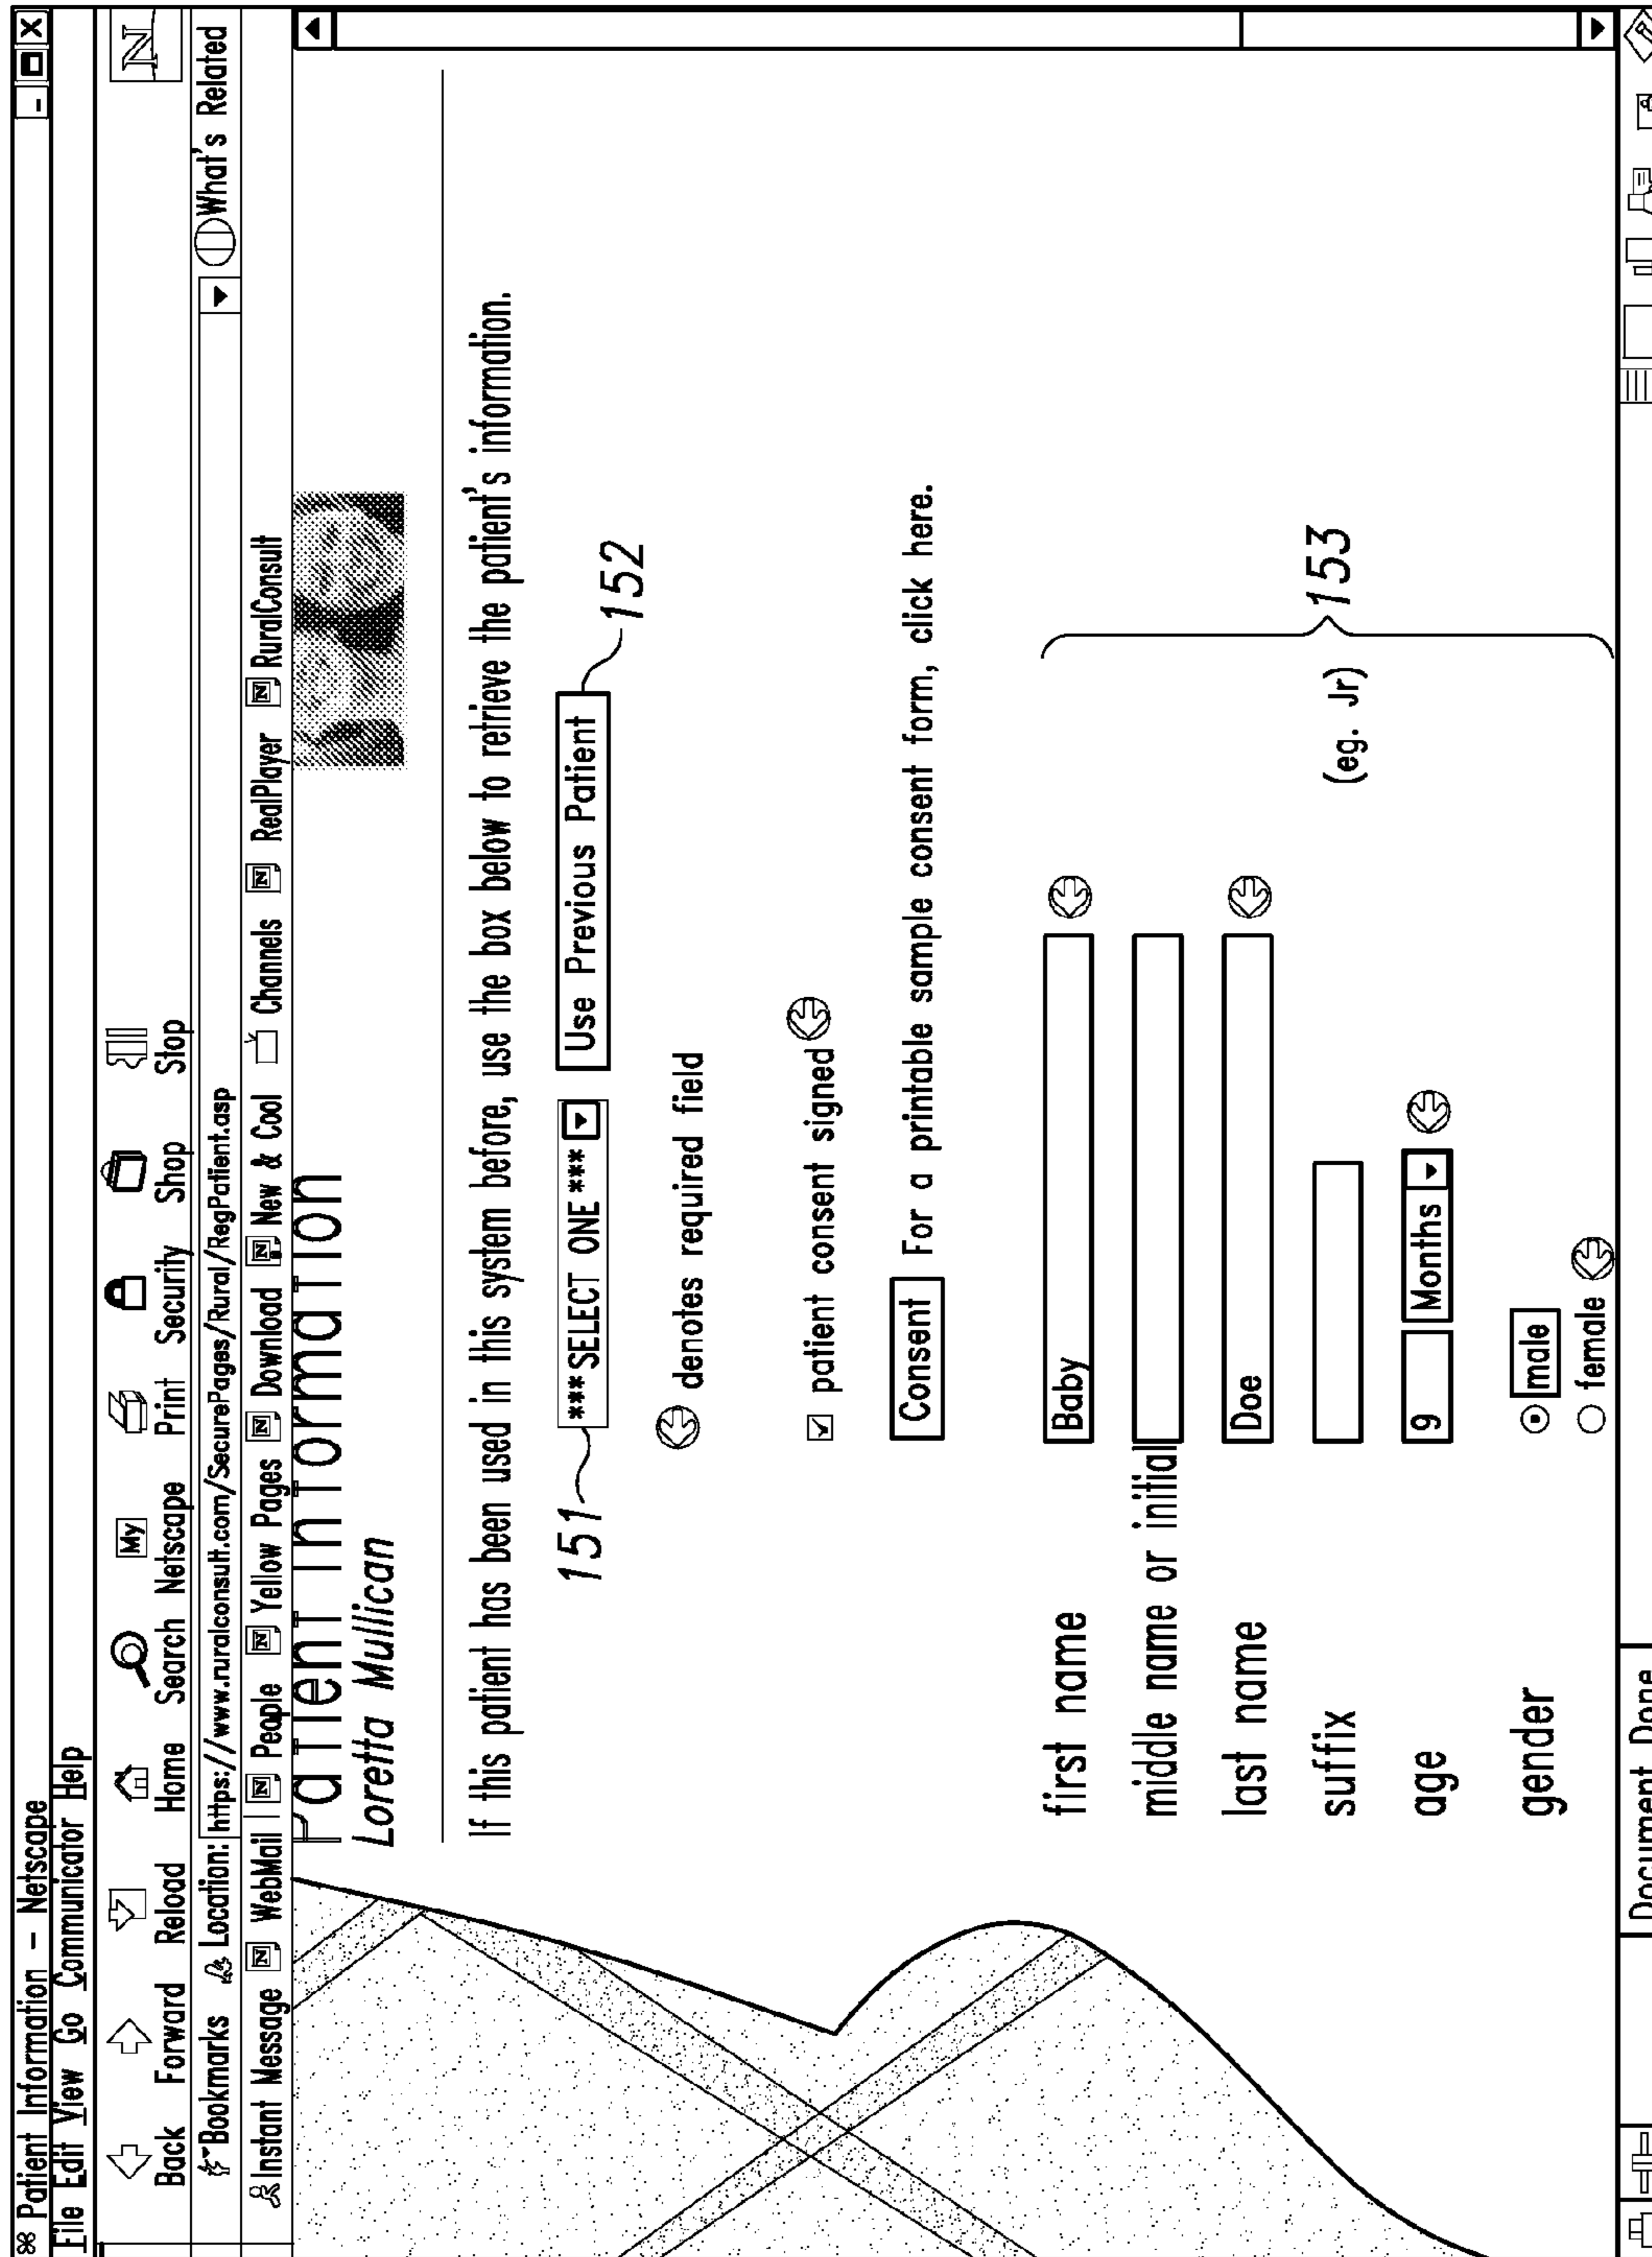 Patient Information - Netscape
File Edit View Go Communicator Help
N
Back Forward Reload Home Search Netscape Print Security Shop Stop
My
Bookmarks Location: https://www.ruralconsult.com/SecurePages/Rural/RegPatient.asp What's Related
Instant Message WebMail People Yellow Pages Download New & Cool Channels RealPlayer RuralConsult
Patient Information
Loretta Mullican
If this patient has been used in this system before, use the box below to retrieve the patient's information.
151 ***SELECT ONE*** Use Previous Patient 152
denotes required field
patient consent signed
Consent For a printable sample consent form, click here.
first name Baby
middle name or initial
last name Doe
suffix (eg. Jr) 153
age 9 Months
gender male
female
Document Done